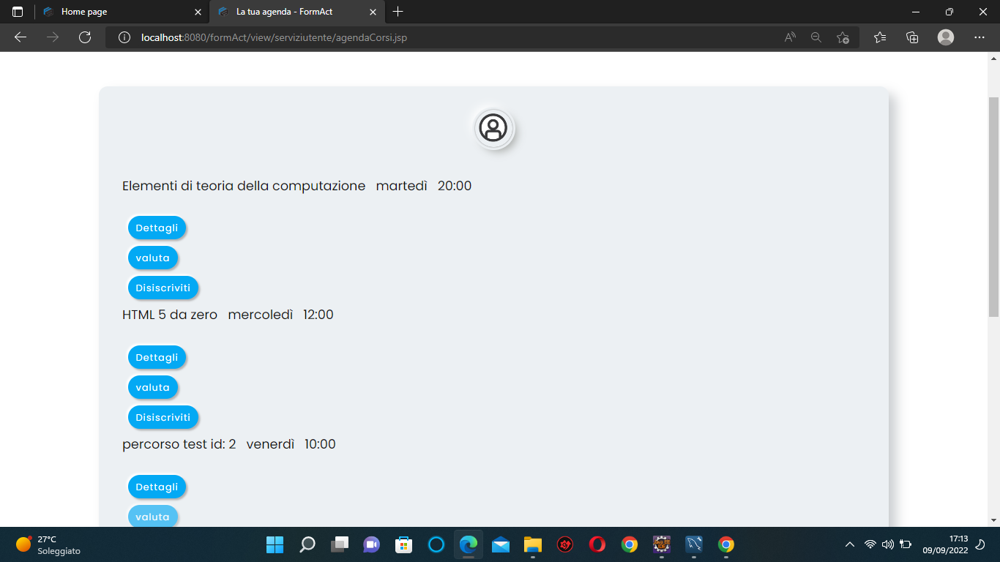 Home page
La tua agenda - FormAct
localhost:8080/formAct/view/serviziutente/agendaCorsi.jsp
Elementi di teoria della computazione martedì 20:00
Dettagli
valuta
Disiscriviti
HTML 5 da zero mercoledì 12:00
Dettagli
valuta
Disiscriviti
percorso test id: 2 venerdì 10:00
Dettagli
valuta
27°C
Soleggiato
17:13
09/09/2022